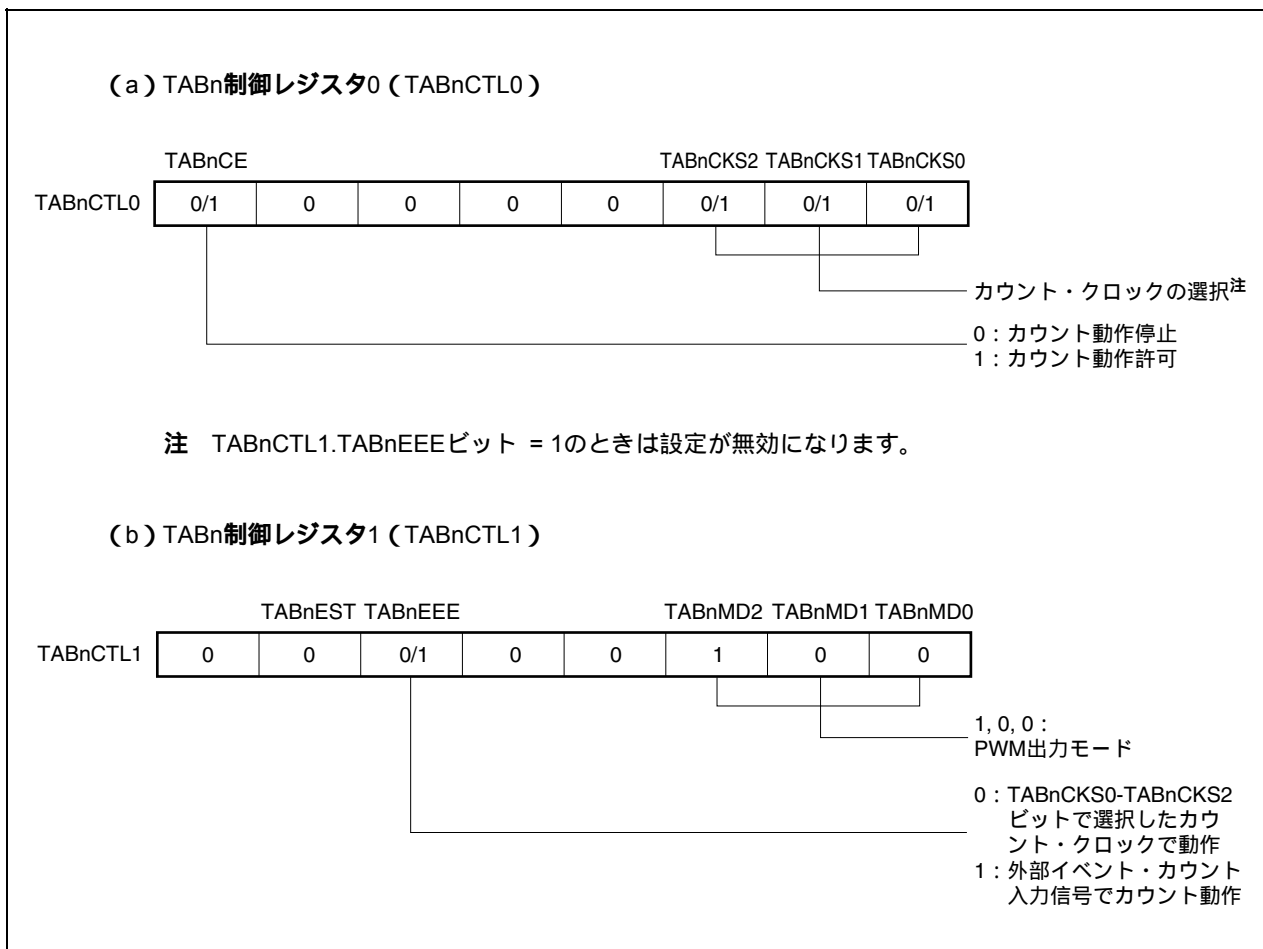 (a)TABn制御レジスタ0(TABnCTL0)
TABnCE TABnCKS2 TABnCKS1 TABnCKS0
TABnCTL0 0/1 0 0 0 0 0/1 0/1 0/1
カウント・クロックの選択注
0:カウント動作停止
1:カウント動作許可
注 TABnCTL1.TABnEEEビット = 1のときは設定が無効になります。
(b)TABn制御レジスタ1(TABnCTL1)
TABnEST TABnEEE TABnMD2 TABnMD1 TABnMD0
TABnCTL1 0 0 0/1 0 0 1 0 0
1, 0, 0:
PWM出力モード
0:TABnCKS0-TABnCKS2
ビットで選択したカウ
ント・クロックで動作
1:外部イベント・カウント
入力信号でカウント動作